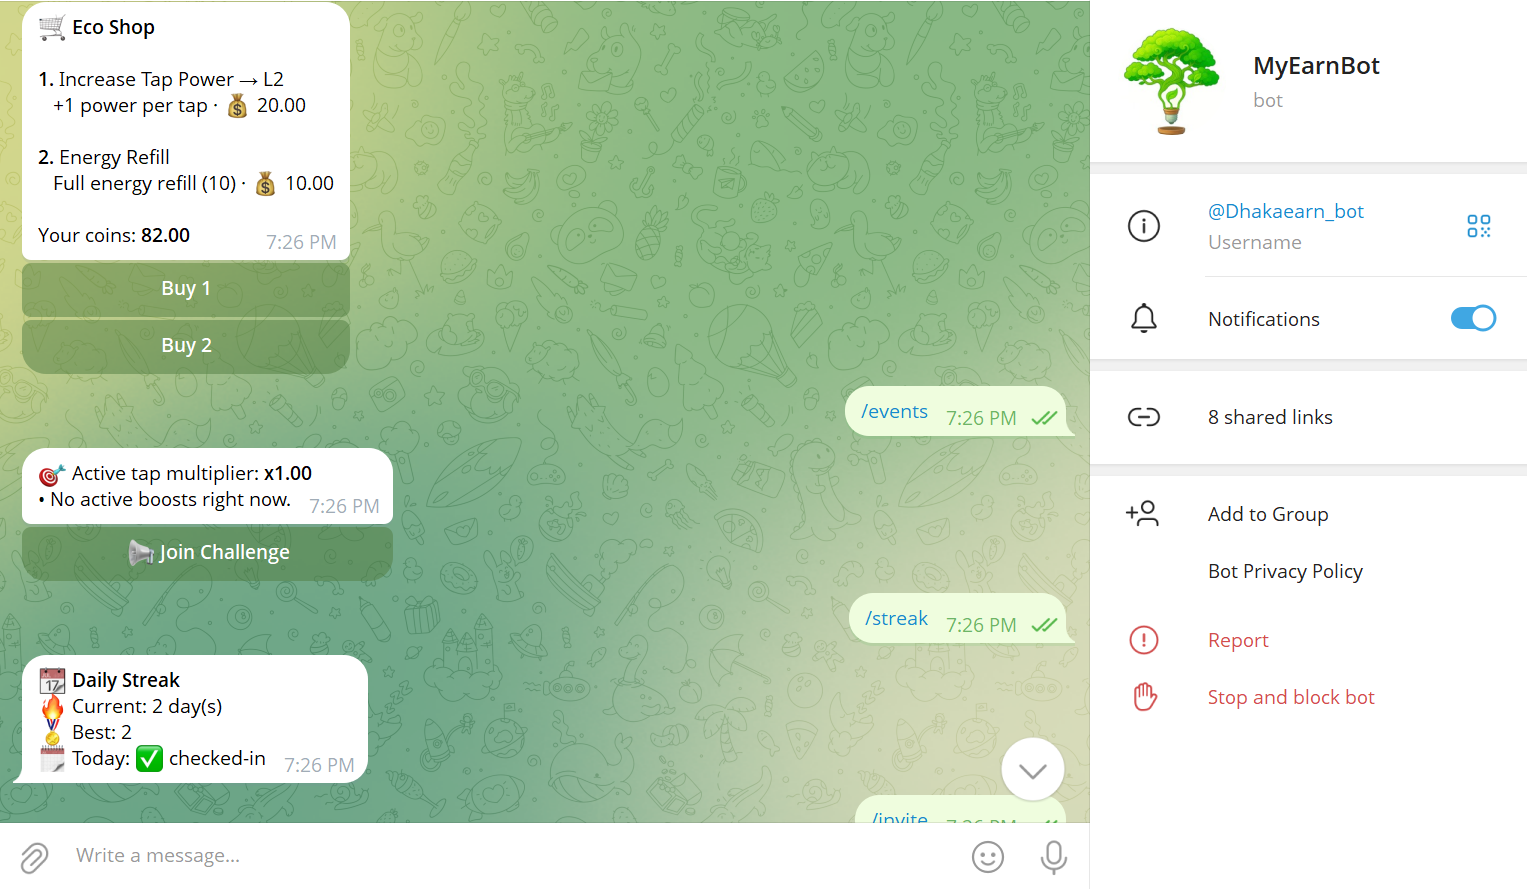 Eco Shop
1. Increase Tap Power → L2
+1 power per tap · 💰 20.00
2. Energy Refill
Full energy refill (10) · 💰 10.00
Your coins: 82.00
7:26 PM
Buy 1
Buy 2
/events 7:26 PM
Active tap multiplier: x1.00
• No active boosts right now. 7:26 PM
Join Challenge
/streak 7:26 PM
Daily Streak
Current: 2 day(s)
Best: 2
Today: ✅ checked-in 7:26 PM
/invite 7:26 PM
Write a message...
MyEarnBot
bot
@Dhakaearn_bot
Username
Notifications
8 shared links
Add to Group
Bot Privacy Policy
Report
Stop and block bot